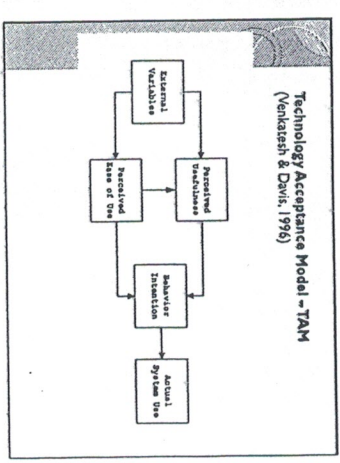 Technology Acceptance Model - TAM
(Venkatesh & Davis, 1996)
External
Variables
Perceived
Usefulness
Perceived
Ease of Use
Behavior
Intention
Actual
System Use